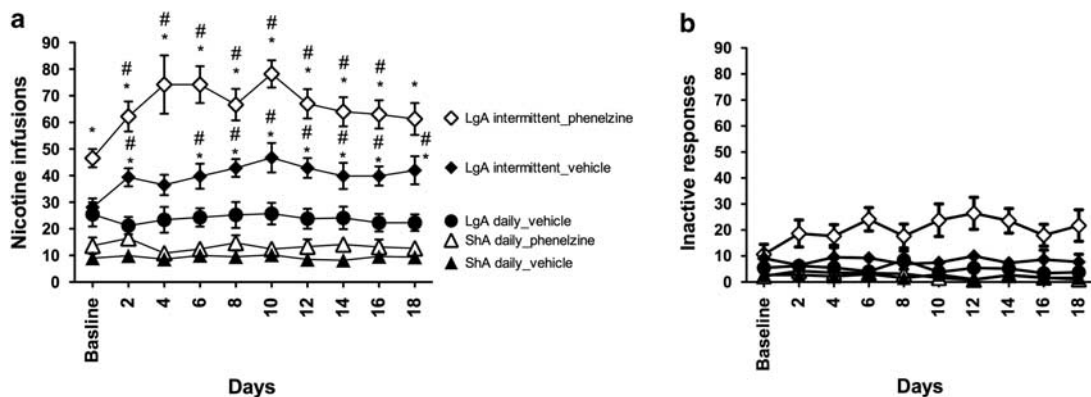 a
Nicotine infusions
90
80
70
60
50
40
30
20
10
0
# # # # # # # #
* * * * * * * * * *
# # # # # # # #
* * * * * * * *
LgA intermittent_phenelzine
LgA intermittent_vehicle
LgA daily_vehicle
ShA daily_phenelzine
ShA daily_vehicle
Basline 2 4 6 8 10 12 14 16 18
Days
b
Inactive responses
90
80
70
60
50
40
30
20
10
0
Baseline 2 4 6 8 10 12 14 16 18
Days